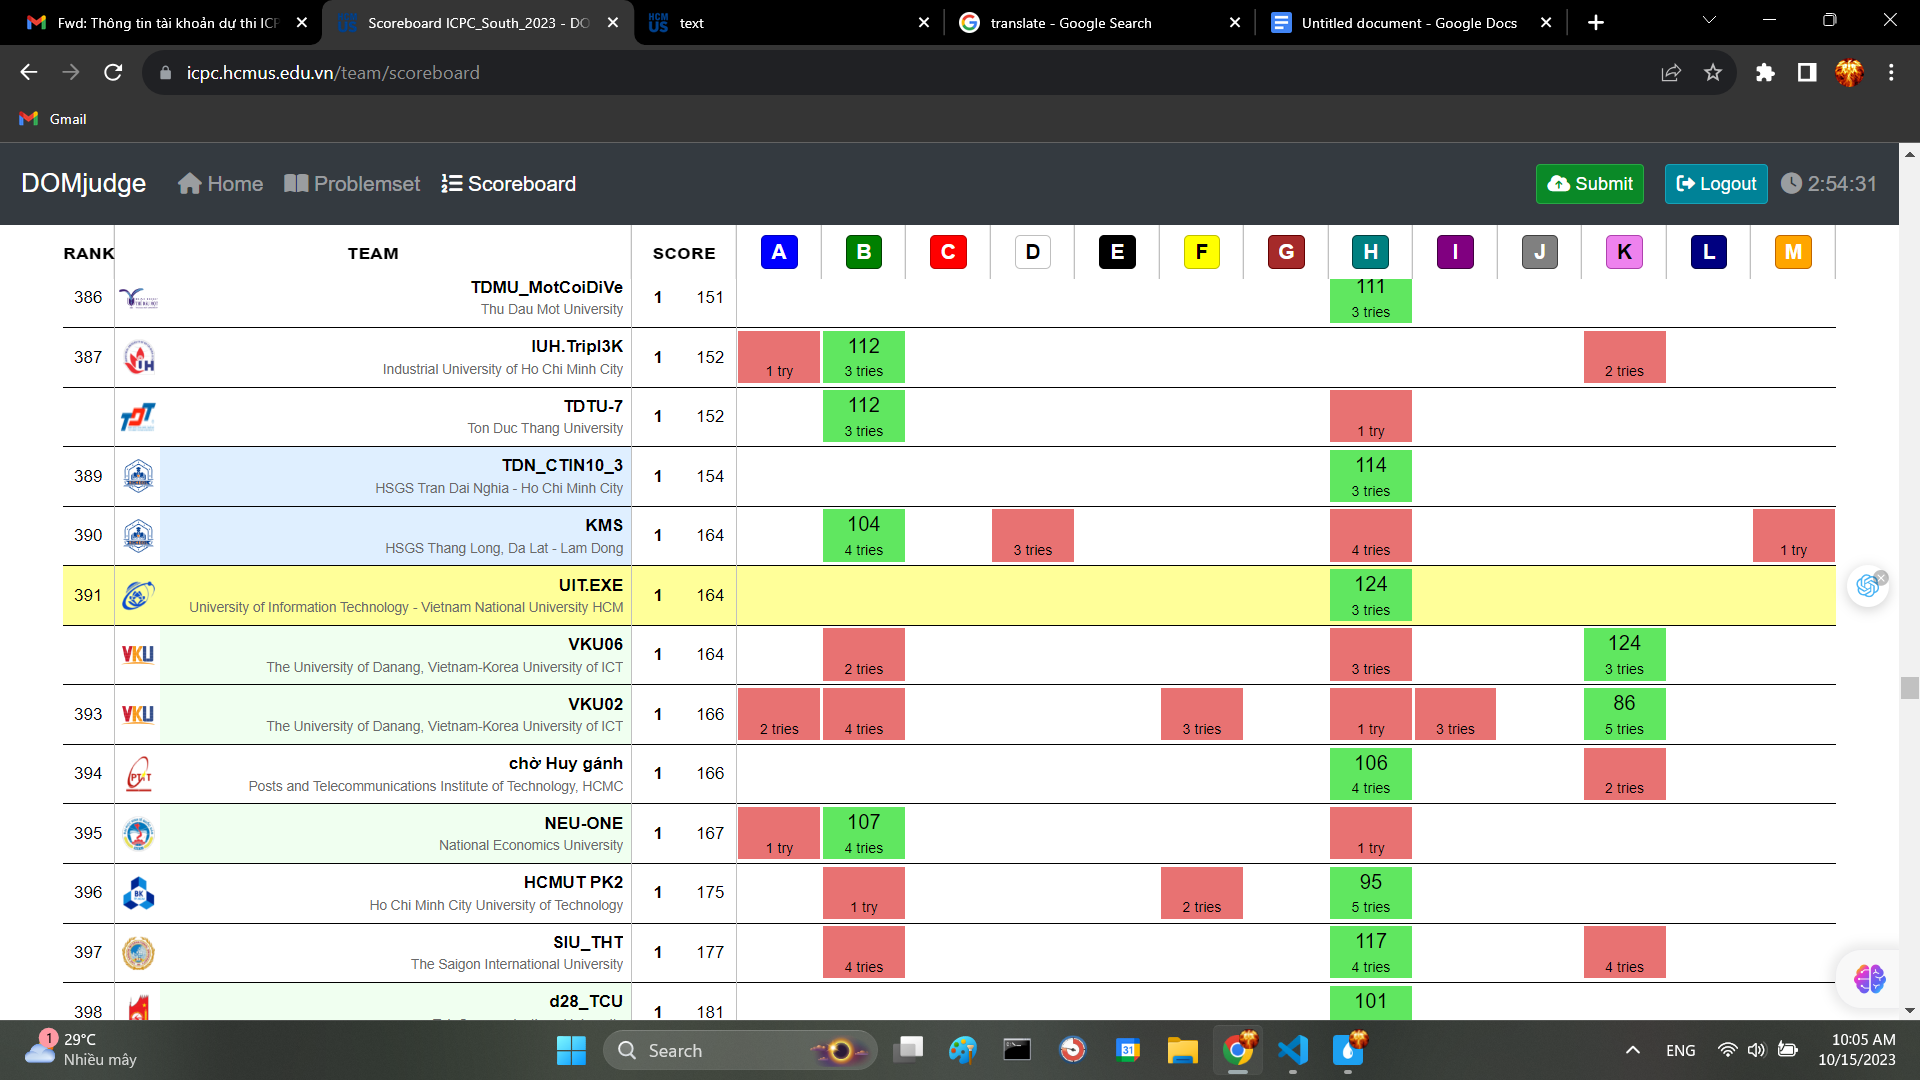 Fwd: Thông tin tài khoản dự thi ICP
Scoreboard ICPC_South_2023 - DO
text
translate - Google Search
Untitled document - Google Docs
icpc.hcmus.edu.vn/team/scoreboard
Gmail
DOMjudge Home Problemset Scoreboard Submit Logout 2:54:31
RANK TEAM SCORE A B C D E F G H I J K L M
386 TDMU_MotCoiDiVe 1 151 111
Thu Dau Mot University 3 tries
387 IUH.Tripl3K 1 152 112
Industrial University of Ho Chi Minh City 1 try 3 tries 2 tries
TDTU-7 1 152 112
Ton Duc Thang University 3 tries 1 try
389 TDN_CTIN10_3 1 154 114
HSGS Tran Dai Nghia - Ho Chi Minh City 3 tries
390 KMS 1 164 104
HSGS Thang Long, Da Lat - Lam Dong 4 tries 3 tries 4 tries 1 try
391 UIT.EXE 1 164 124
University of Information Technology - Vietnam National University HCM 3 tries
VKU VKU06 1 164 124
The University of Danang, Vietnam-Korea University of ICT 2 tries 3 tries 3 tries
393 VKU VKU02 1 166 86
The University of Danang, Vietnam-Korea University of ICT 2 tries 4 tries 3 tries 1 try 3 tries 5 tries
394 chờ Huy gánh 1 166 106
Posts and Telecommunications Institute of Technology, HCMC 4 tries 2 tries
395 NEU-ONE 1 167 107
National Economics University 1 try 4 tries 1 try
396 HCMUT PK2 1 175 95
Ho Chi Minh City University of Technology 1 try 2 tries 5 tries
397 SIU_THT 1 177 117
The Saigon International University 4 tries 4 tries 4 tries
398 d28_TCU 1 181 101
1 29°C
Nhiều mây
Search
ENG
10:05 AM
10/15/2023